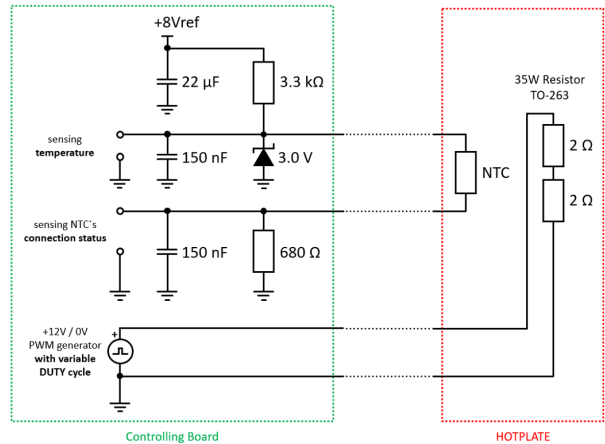 +8Vref
22 µF
3.3 kΩ
35W Resistor
TO-263
sensing
temperature
150 nF
3.0 V
NTC
2 Ω
2 Ω
sensing NTC´s
connection status
150 nF
680 Ω
+12V / 0V
PWM generator
with variable
DUTY cycle
+
Controlling Board
HOTPLATE